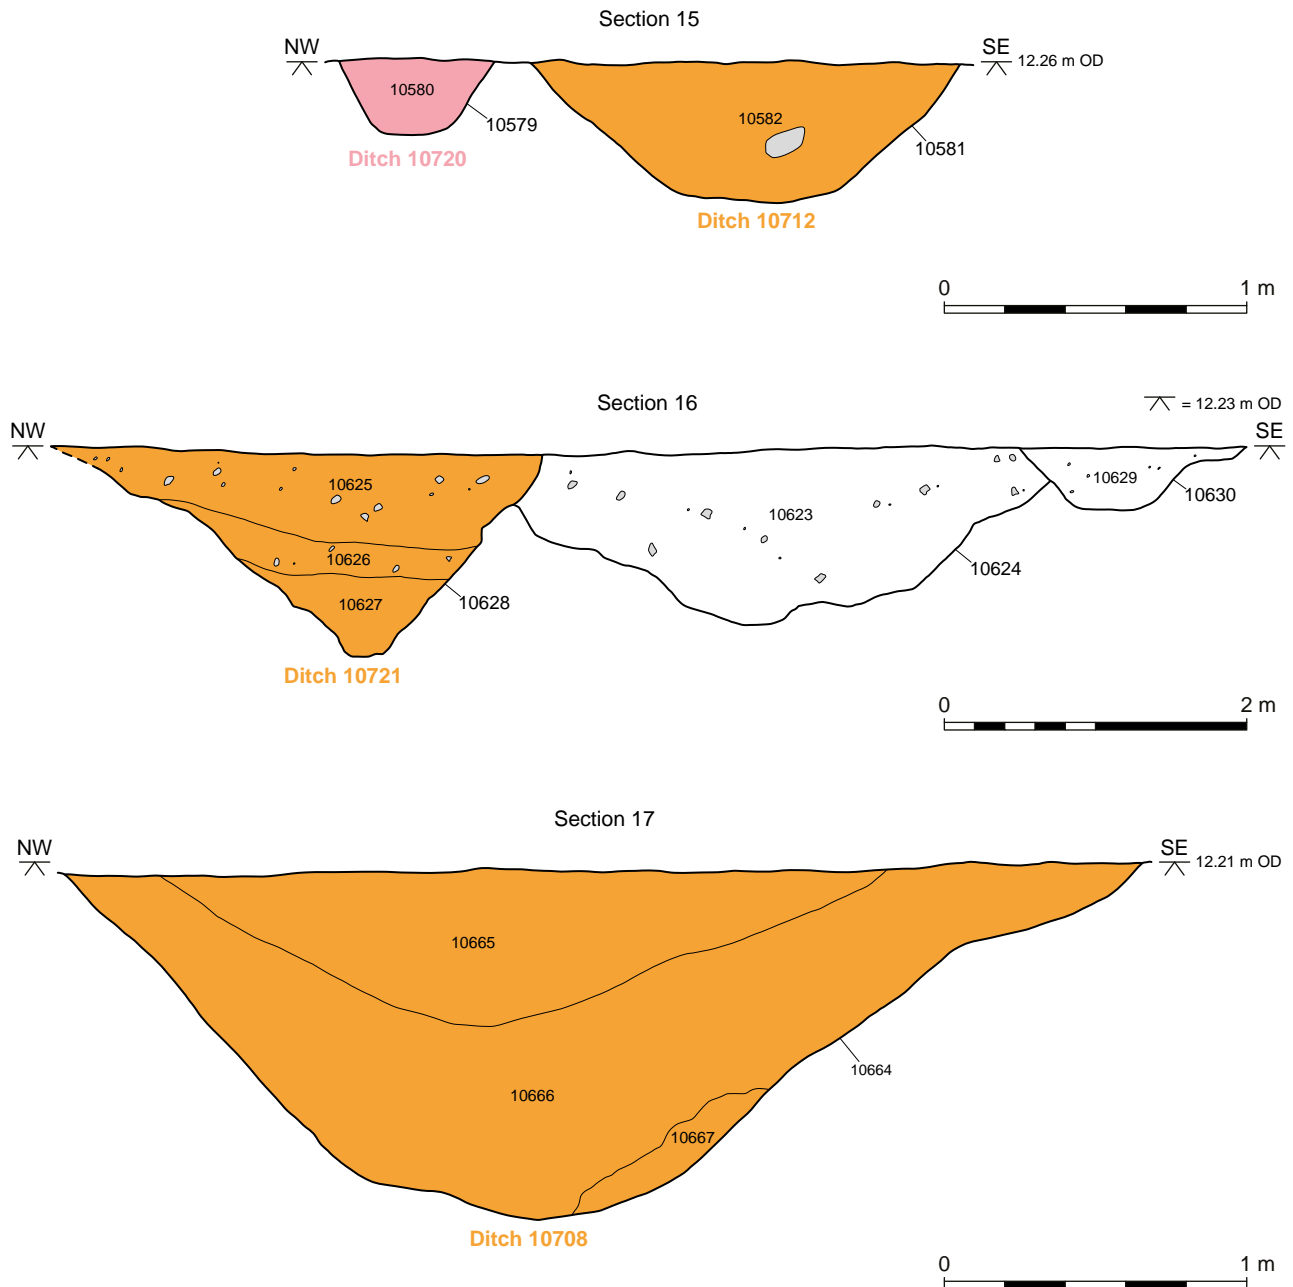 Section 15
NW
SE
12.26 m OD
10580
10579
10582
10581
Ditch 10720
Ditch 10712
0
1 m
Section 16
= 12.23 m OD
NW
SE
10625
10623
10629
10630
10626
10624
10627
10628
Ditch 10721
0
2 m
Section 17
NW
SE
12.21 m OD
10665
10664
10666
10667
Ditch 10708
0
1 m